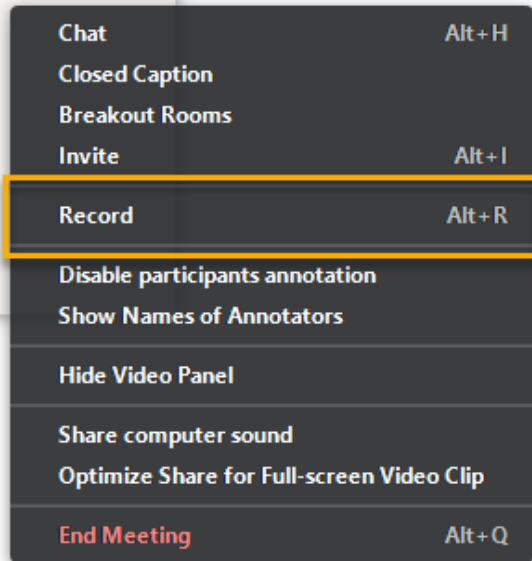 Chat Alt+H
Closed Caption
Breakout Rooms
Invite Alt+I
Record Alt+R
Disable participants annotation
Show Names of Annotators
Hide Video Panel
Share computer sound
Optimize Share for Full-screen Video Clip
End Meeting Alt+Q